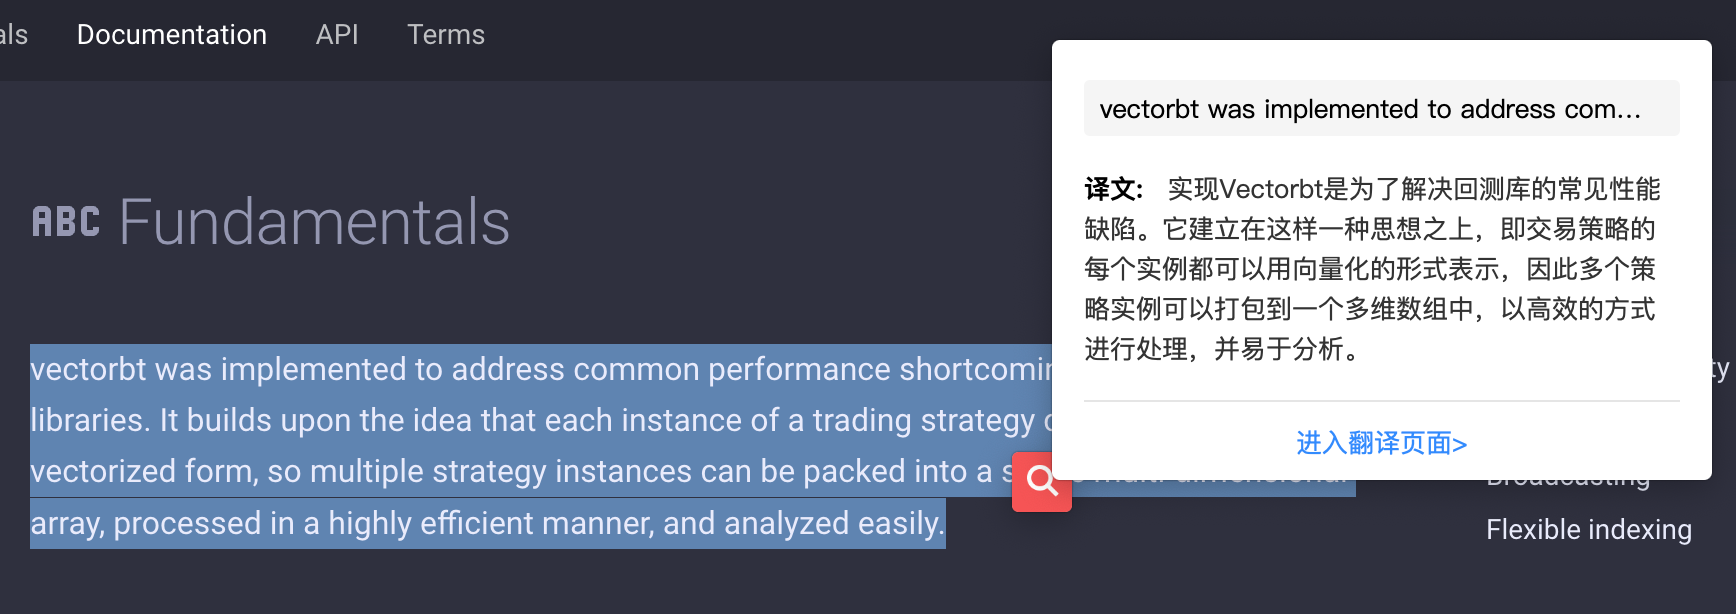 Documentation API Terms
ABC Fundamentals
vectorbt was implemented to address common performance
libraries. It builds upon the idea that each instance of a trading strategy
vectorized form, so multiple strategy instances can be packed into a
array, processed in a highly efficient manner, and analyzed easily.
vectorbt was implemented to address com...
译文: 实现Vectorbt是为了解决回测库的常见性能
缺陷。它建立在这样一种思想之上，即交易策略的
每个实例都可以用向量化的形式表示，因此多个策
略实例可以打包到一个多维数组中，以高效的方式
进行处理，并易于分析。
进入翻译页面>
Flexible indexing